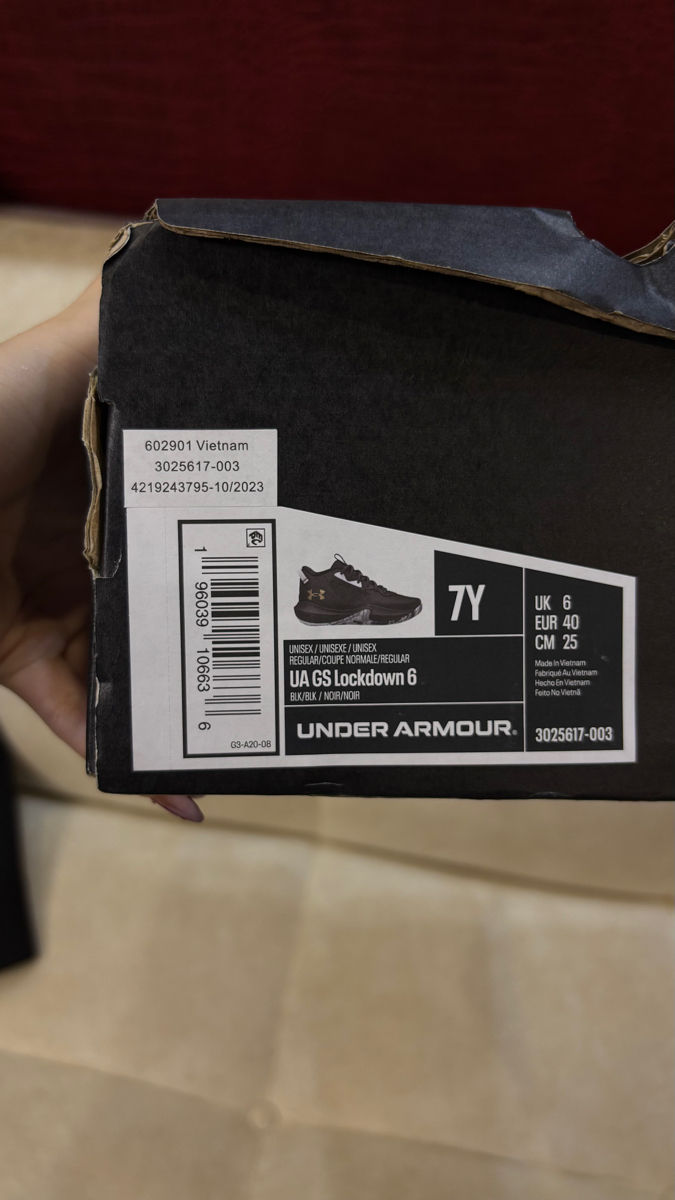 602901 Vietnam
3025617-003
4219243795-10/2023
1 96039 10663 6
G3-A20-08
7Y
UNISEX / UNISEXE / UNISEX
REGULAR/COUPE NORMALE/REGULAR
UA GS Lockdown 6
BLK/BLK / NOIR/NOIR
UNDER ARMOUR.
UK 6
EUR 40
CM 25
Made In Vietnam
Fabriqué Au Vietnam
Hecho En Vietnam
Feito No Vietnã
3025617-003